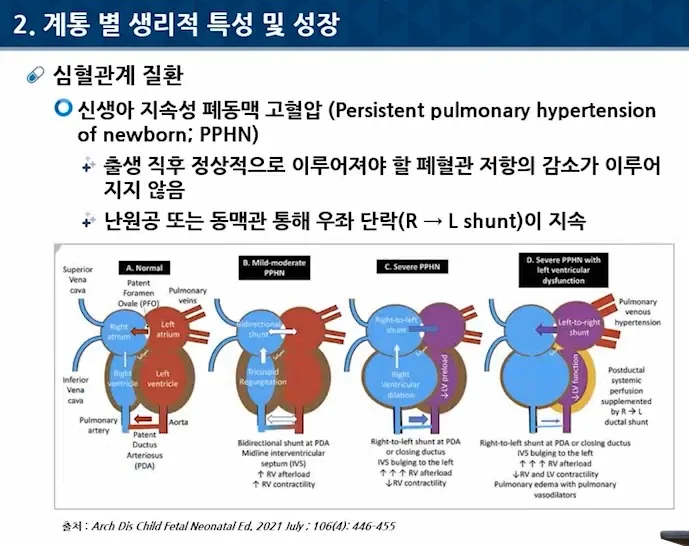 2. 계통 별 생리적 특성 및 성장
심혈관계 질환
신생아 지속성 폐동맥 고혈압 (Persistent pulmonary hypertension
of newborn; PPHN)
출생 직후 정상적으로 이루어져야 할 폐혈관 저항의 감소가 이루어
지지 않음
난원공 또는 동맥관 통해 우좌 단락(R → L shunt)이 지속
A. Normal
Superior
Vena
cava
Patent
Foramen
Ovale (PFO)
Pulmonary
veins
Right
atrium
Left
atrium
Right
ventricle
Left
ventricle
Inferior
Vena
cava
Pulmonary
artery
Aorta
Patent
Ductus
Arteriosus
(PDA)
B. Mild-moderate
PPHN
Bidirectional
shunt
Tricuspid
Regurgitation
Bidirectional shunt at PDA
Midline interventricular
septum (IVS)
↑ RV afterload
↑ RV contractility
C. Severe PPHN
Right-to-left
shunt
Right
Ventricular
dilation
↓LV preload
Right-to-left shunt at PDA
or closing ductus
IVS bulging to the left
↑ ↑ ↑ RV afterload
↓RV contractility
D. Severe PPHN with
left ventricular
dysfunction
Left-to-right
shunt
↓LV function
Pulmonary
venous
hypertension
Postductal
systemic
perfusion
supplemented
by R → L
ductal shunt
Right-to-left shunt at PDA or closing ductus
IVS bulging to the left
↑ ↑ ↑ RV afterload
↓RV and LV contractility
Pulmonary edema with pulmonary
vasodilators
출처 : Arch Dis Child Fetal Neonatal Ed, 2021 July ; 106(4): 446-455